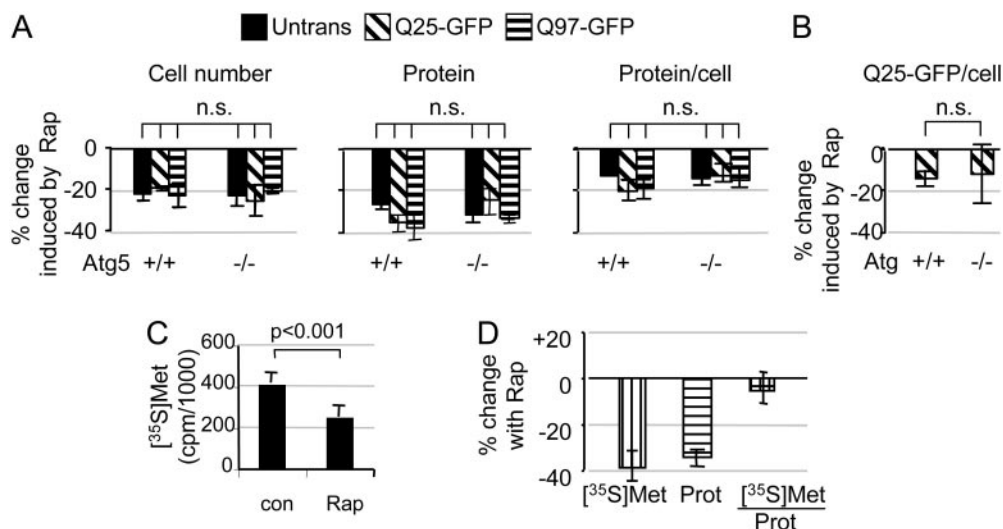 A
Untrans Q25-GFP Q97-GFP
B
Cell number Protein Protein/cell Q25-GFP/cell
n.s. n.s. n.s. n.s.
% change induced by Rap
0
-20
-40
0
-20
-40
0
-20
-40
% change induced by Rap
0
-20
-40
Atg5 +/+ -/- +/+ -/- +/+ -/- Atg +/+ -/-
C
p<0.001
[³⁵S]Met
(cpm/1000)
600
400
200
0
con Rap
D
% change
with Rap
+20
0
-20
-40
[³⁵S]Met Prot [³⁵S]Met
Prot